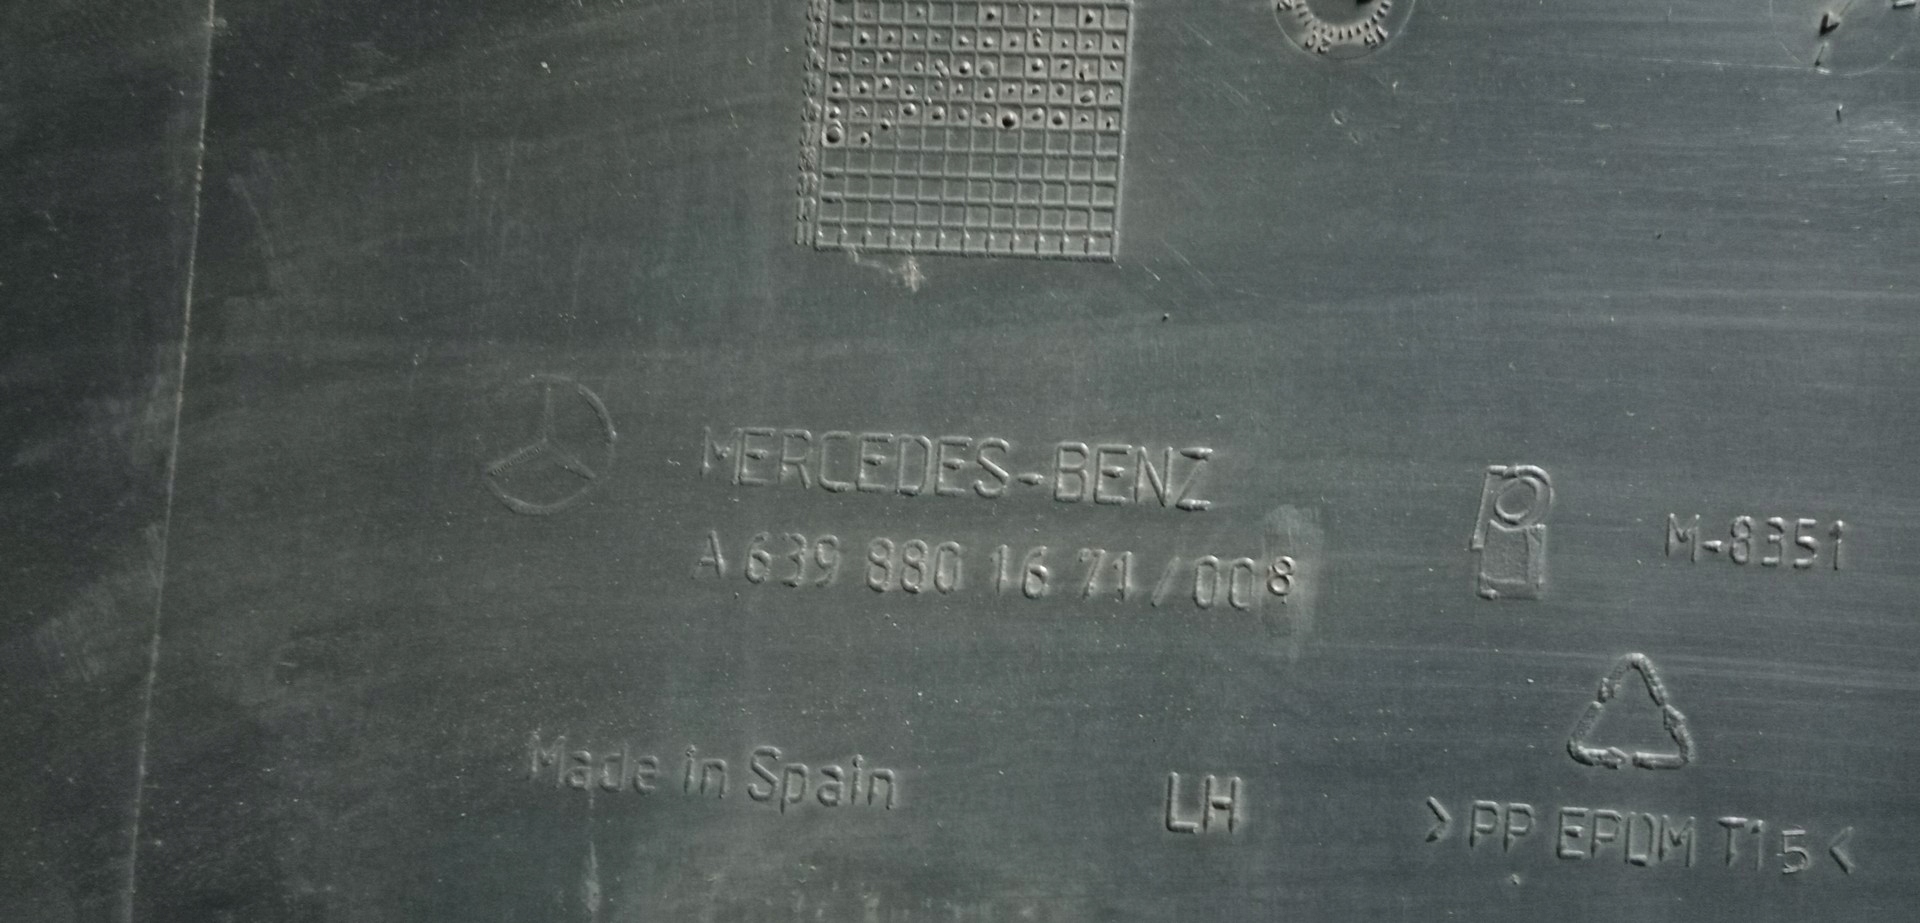 MERCEDES-BENZ
A 639 880 16 71/008
M-8351
Made in Spain
LH
>PP EPDM T15<